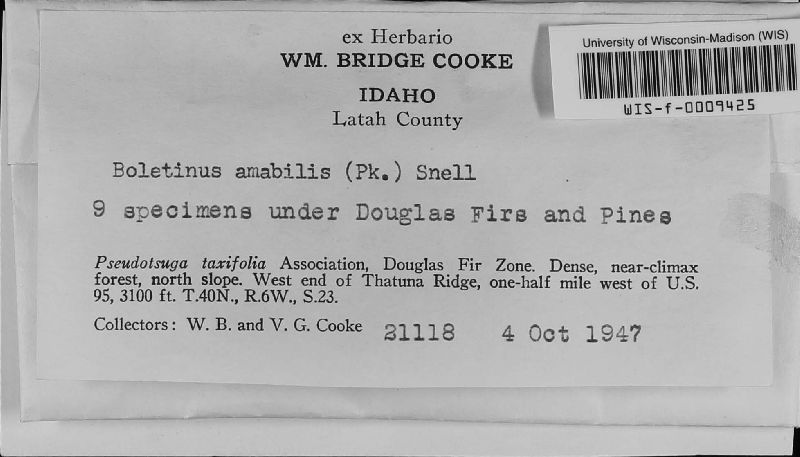 ex Herbario
WM. BRIDGE COOKE
IDAHO
Latah County
University of Wisconsin-Madison (WIS)
WIS-f-0009425
Boletinus amabilis (Pk.) Snell
9 specimens under Douglas Firs and Pines
Pseudotsuga taxifolia Association, Douglas Fir Zone. Dense, near-climax
forest, north slope. West end of Thatuna Ridge, one-half mile west of U.S.
95, 3100 ft. T.40N., R.6W., S.23.
Collectors: W. B. and V. G. Cooke 21118 4 Oct 1947